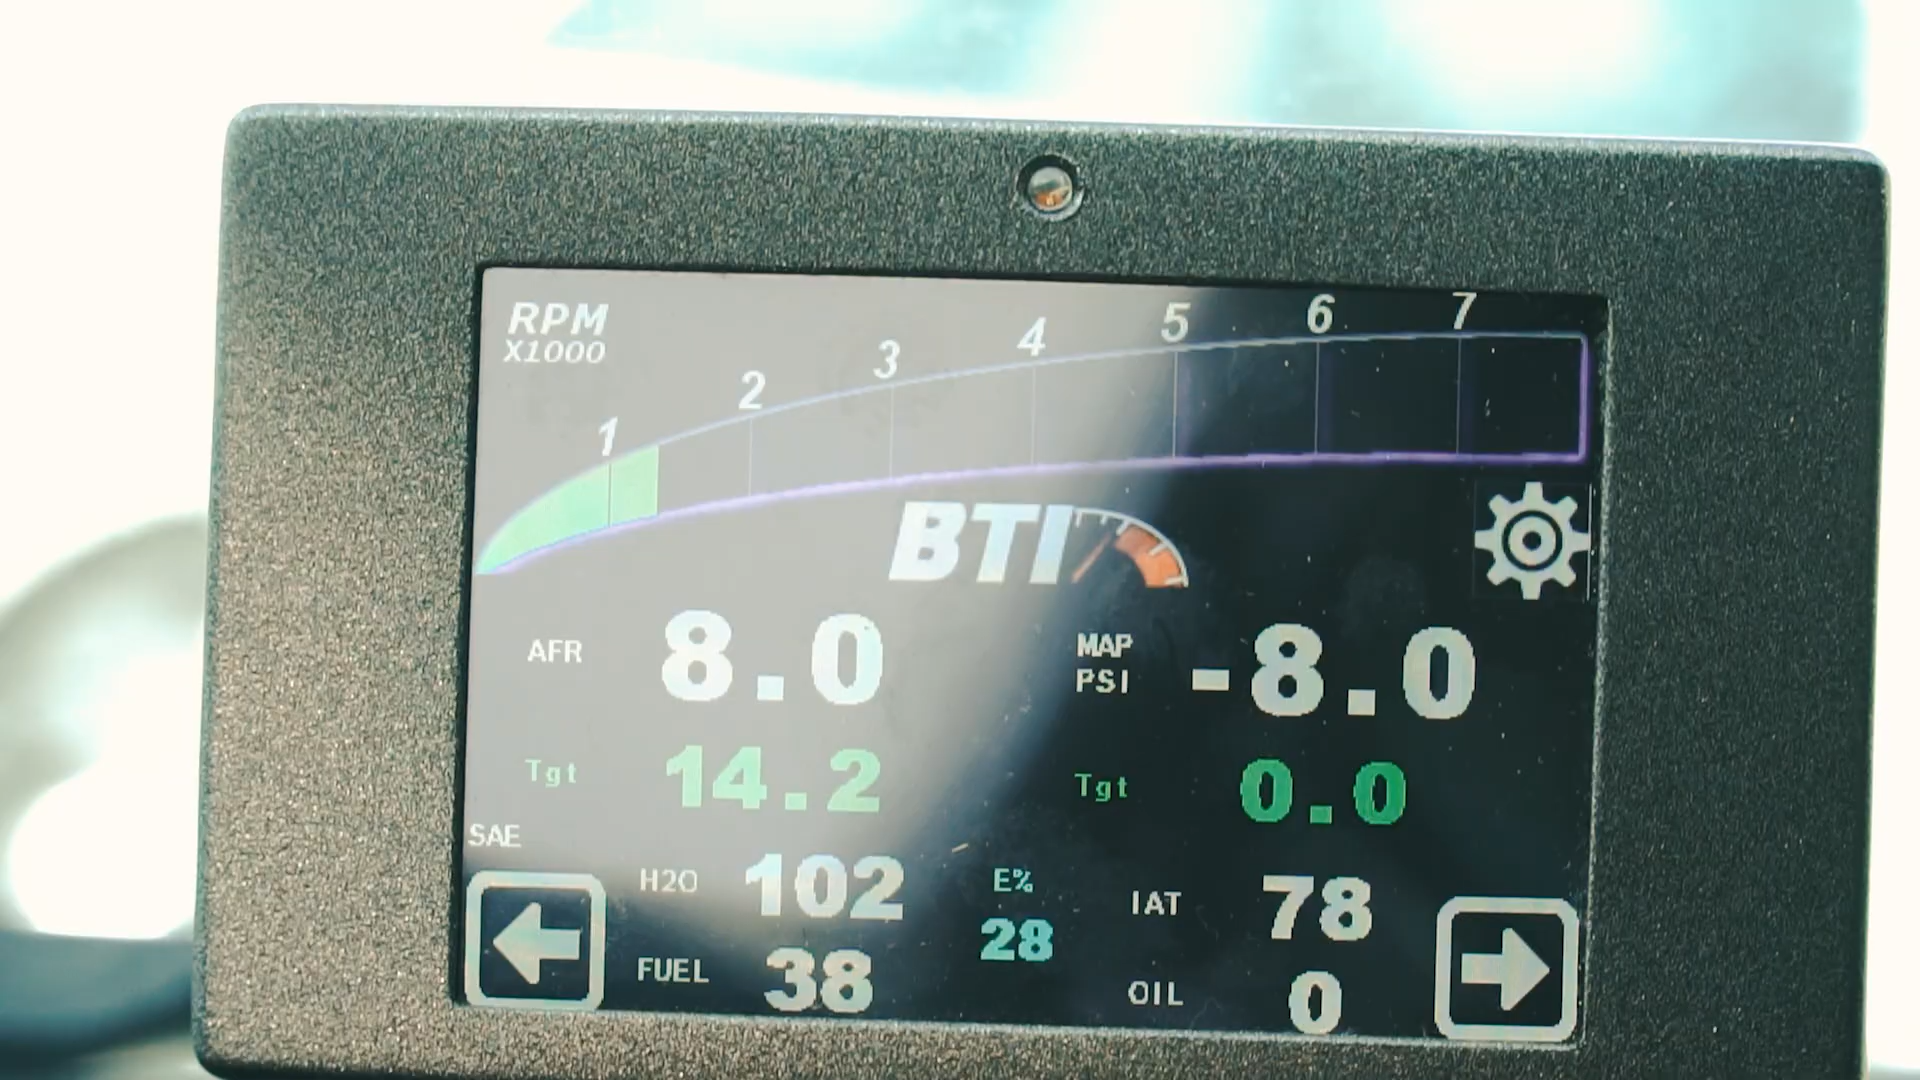 RPM
X1000
1 2 3 4 5 6 7
BTI
AFR 8.0
MAP PSI -8.0
Tgt 14.2
Tgt 0.0
SAE
H2O 102
E% 28
IAT 78
FUEL 38
OIL 0